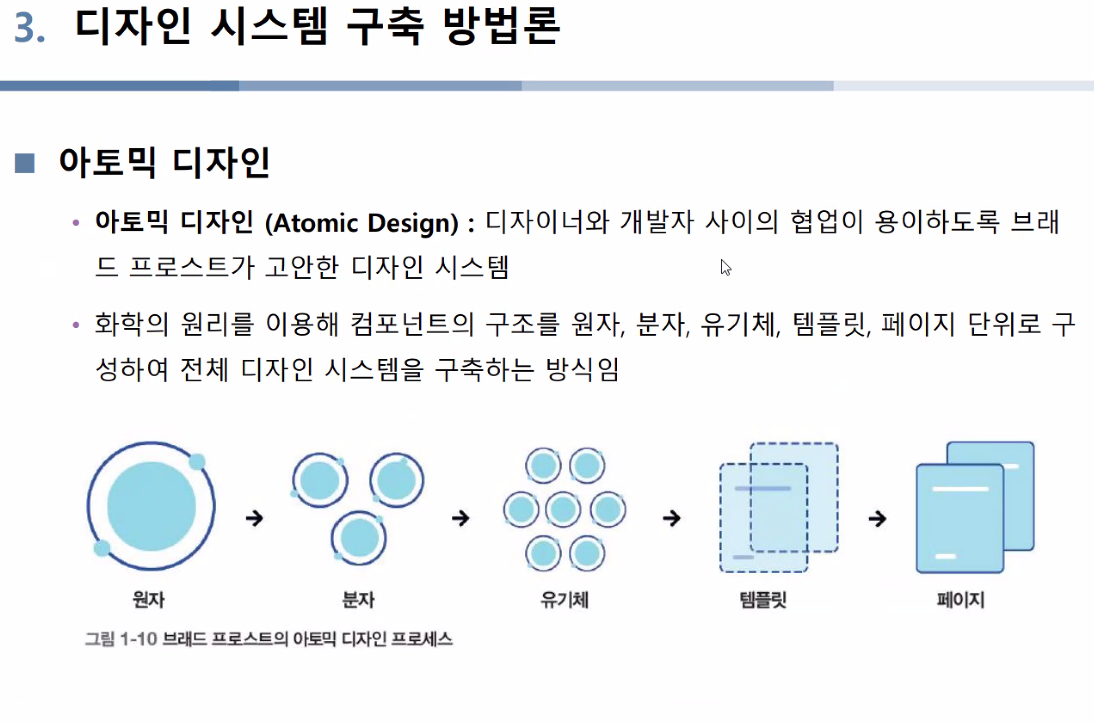 3. 디자인 시스템 구축 방법론
■ 아토믹 디자인
• 아토믹 디자인 (Atomic Design) : 디자이너와 개발자 사이의 협업이 용이하도록 브래
드 프로스트가 고안한 디자인 시스템
• 화학의 원리를 이용해 컴포넌트의 구조를 원자, 분자, 유기체, 템플릿, 페이지 단위로 구
성하여 전체 디자인 시스템을 구축하는 방식임
원자 분자 유기체 템플릿 페이지
그림 1-10 브래드 프로스트의 아토믹 디자인 프로세스